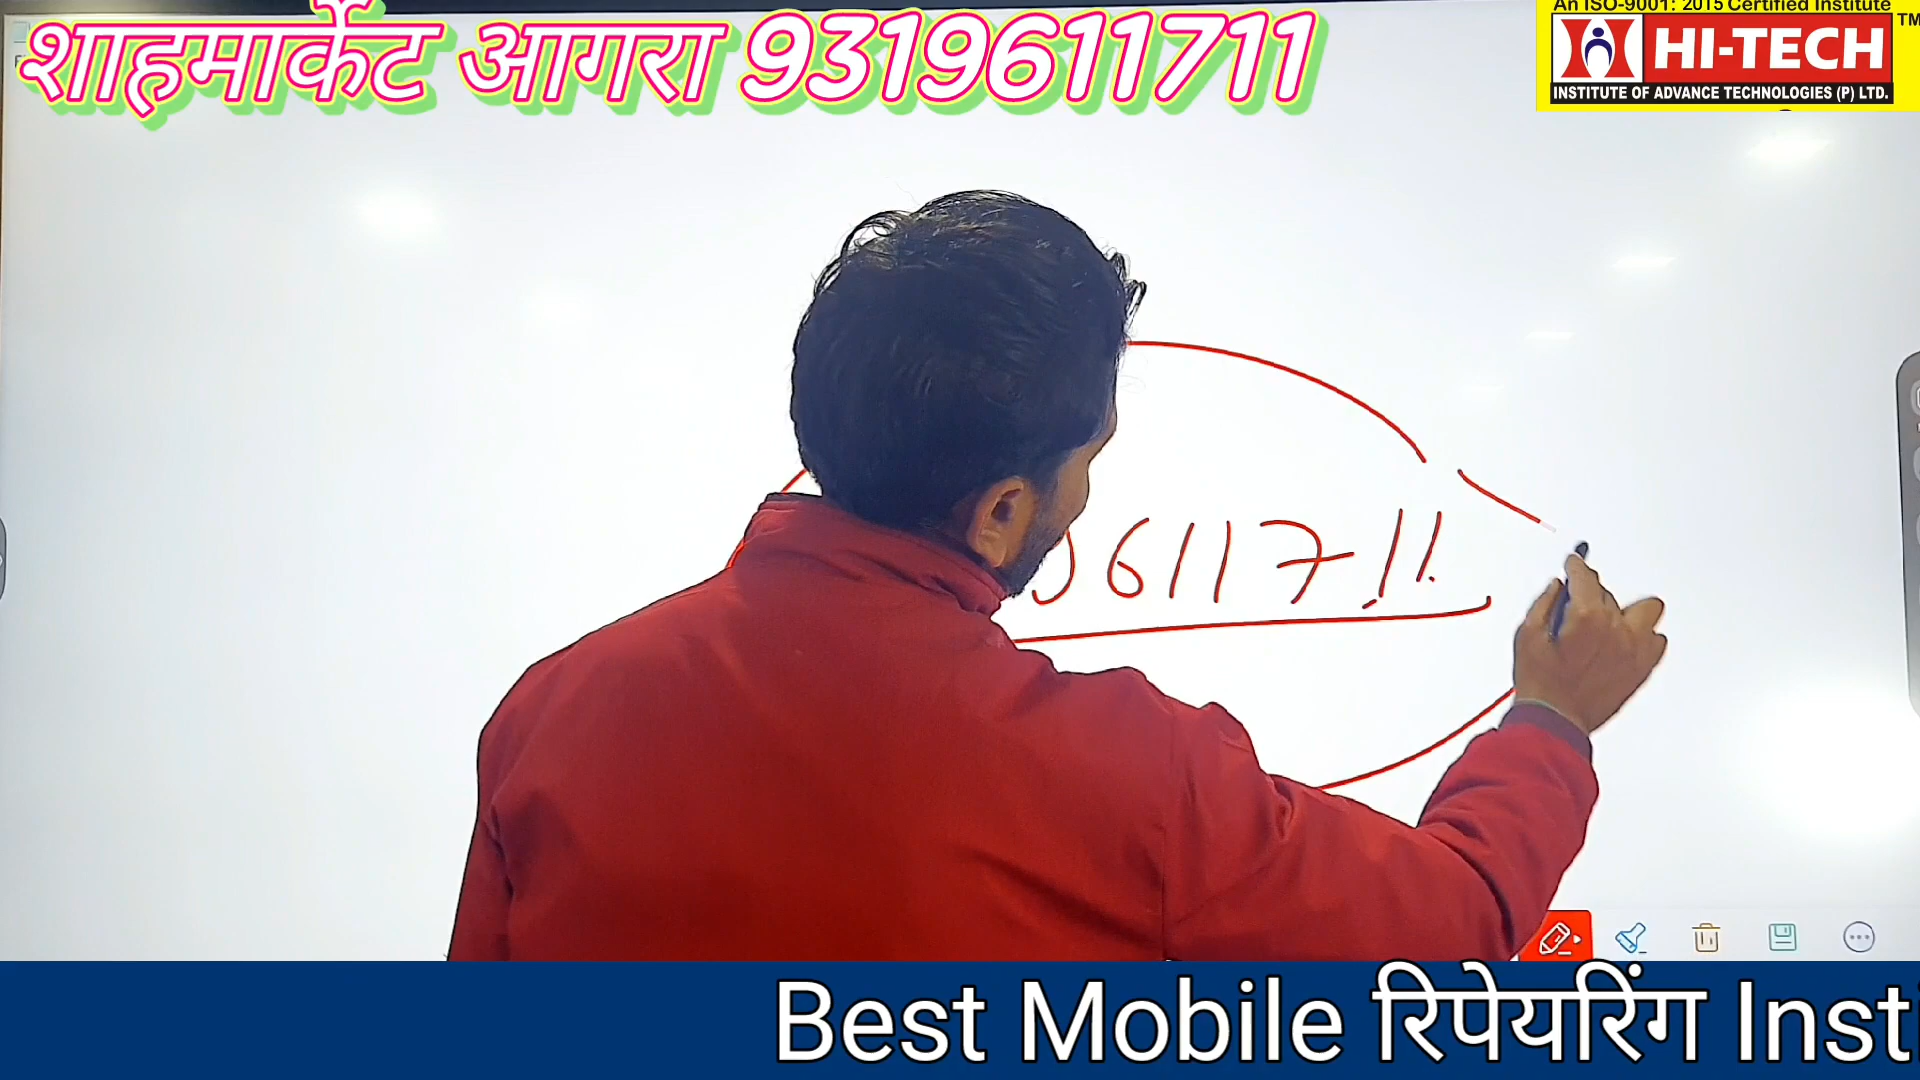 An ISO-9001: 2015 Certified Institute
TM
शाहमार्केट आगरा 9319611711
HI-TECH
INSTITUTE OF ADVANCE TECHNOLOGIES (P) LTD.
611711
Best Mobile रिपेयरिंग Insti